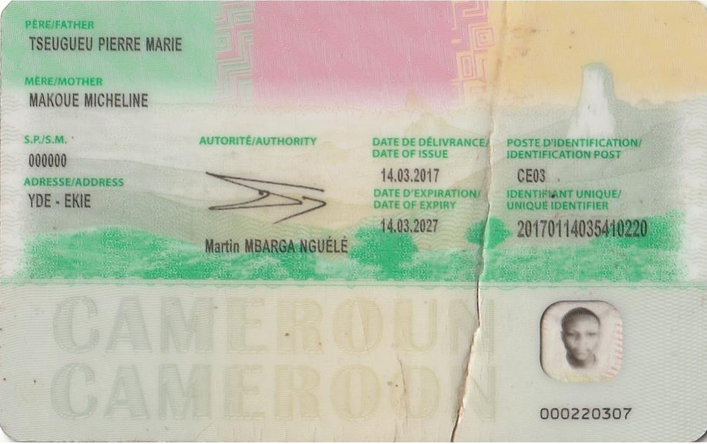 PÈRE/FATHER
TSEUGUEU PIERRE MARIE
MÈRE/MOTHER
MAKOUE MICHELINE
S.P./S.M.
000000
ADRESSE/ADDRESS
YDE - EKIE
AUTORITÉ/AUTHORITY
Martin MBARGA NGUÉLÉ
DATE DE DÉLIVRANCE/
DATE OF ISSUE
14.03.2017
DATE D'EXPIRATION/
DATE OF EXPIRY
14.03.2027
POSTE D'IDENTIFICATION/
IDENTIFICATION POST
CE03
IDENTIFIANT UNIQUE/
UNIQUE IDENTIFIER
20170114035410220
CAMEROUN
CAMEROON
000220307